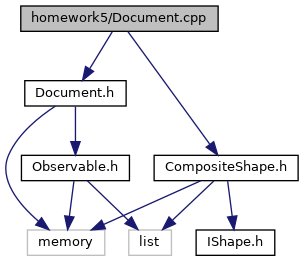 homework5/Document.cpp
Document.h
Observable.h
CompositeShape.h
memory
list
IShape.h